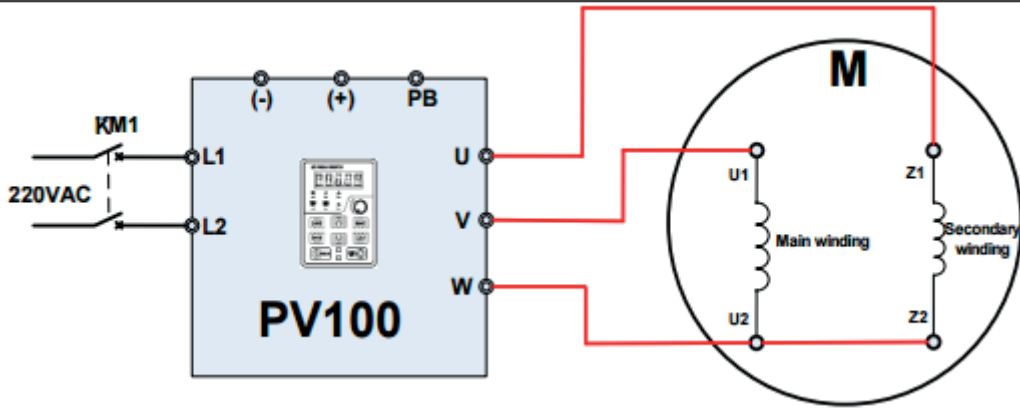 M
(-)
(+)
PB
KM1
L1
U
U1
Z1
220VAC
L2
V
Main winding
Secondary
winding
W
PV100
U2
Z2